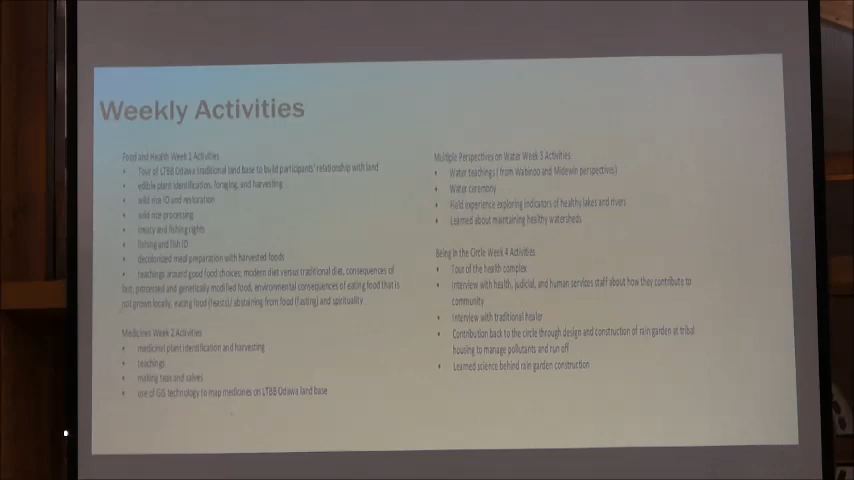 Weekly Activities
Food and Health Week 1 Activities
• Tour of LTBB Odawa traditional land base to build participants' relationship with land
• edible plant identification, foraging, and harvesting
• wild rice ID and restoration
• wild rice processing
• treaty and fishing rights
• fishing and fish ID
• decolonized meal preparation with harvested foods
• teachings around good food choices; modern diet versus traditional diet, consequences of
fast, processed and genetically modified food, environmental consequences of eating food that is
not grown locally, eating food (feasts)/ abstaining from food (fasting) and spirituality
Medicines Week 2 Activities
• medicinal plant identification and harvesting
• teachings
• making teas and salves
• use of GIS technology to map medicines on LTBB Odawa land base
Multiple Perspectives on Water Week 3 Activities
• Water teachings (from Wabinoo and Midewin perspectives)
• Water ceremony
• Field experience exploring indicators of healthy lakes and rivers
• Learned about maintaining healthy watersheds
Being in the Circle Week 4 Activities
• Tour of the health complex
• Interview with health, judicial, and human services staff about how they contribute to
community
• Interview with traditional healer
• Contribution back to the circle through design and construction of rain garden at tribal
housing to manage pollutants and run off
• Learned science behind rain garden construction